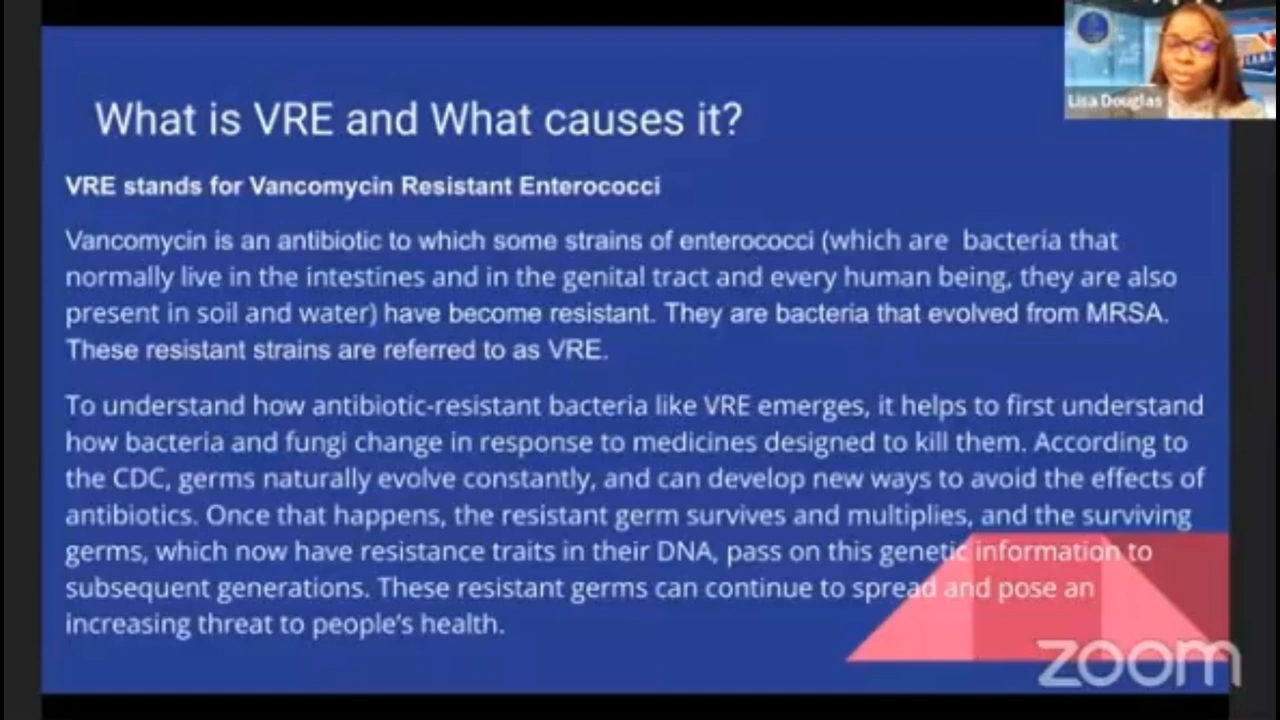 What is VRE and What causes it?
Lisa Douglas
VRE stands for Vancomycin Resistant Enterococci
Vancomycin is an antibiotic to which some strains of enterococci (which are bacteria that
normally live in the intestines and in the genital tract and every human being, they are also
present in soil and water) have become resistant. They are bacteria that evolved from MRSA.
These resistant strains are referred to as VRE.
To understand how antibiotic-resistant bacteria like VRE emerges, it helps to first understand
how bacteria and fungi change in response to medicines designed to kill them. According to
the CDC, germs naturally evolve constantly, and can develop new ways to avoid the effects of
antibiotics. Once that happens, the resistant germ survives and multiplies, and the surviving
germs, which now have resistance traits in their DNA, pass on this genetic information to
subsequent generations. These resistant germs can continue to spread and pose an
increasing threat to people's health.
zoom